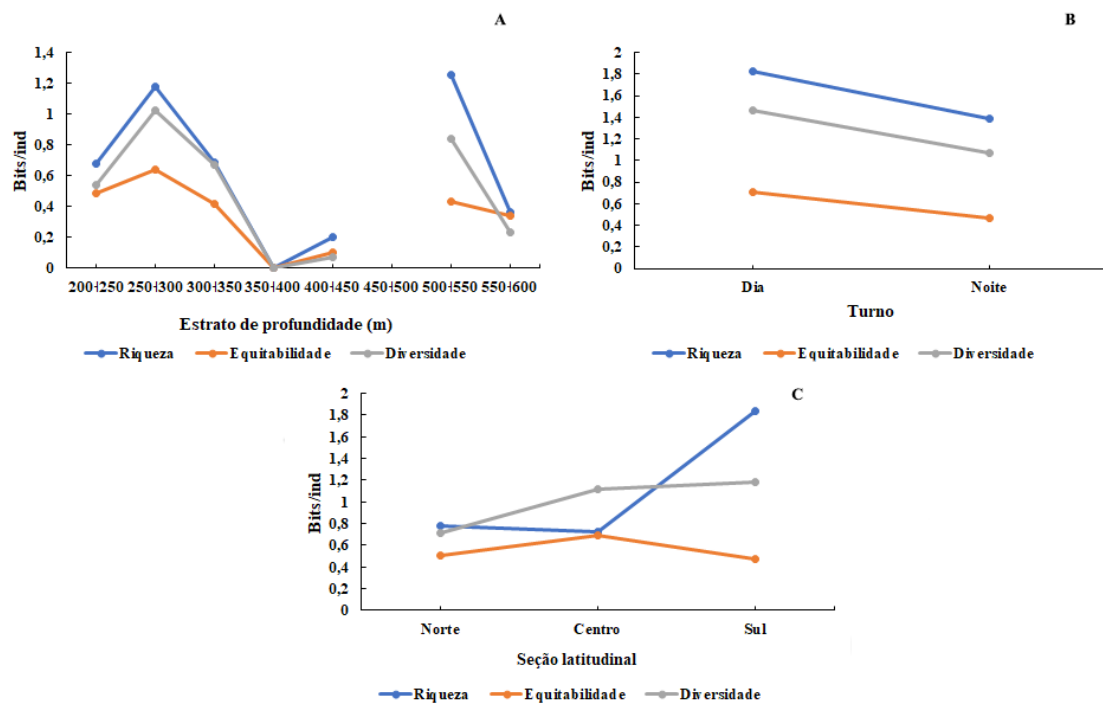 A
1,4
1,2
1
0,8
0,6
0,4
0,2
0
Bits/ind
200┤250 250┤300 300┤350 350┤400 400┤450 450┤500 500┤550 550┤600
Estrato de profundidade (m)
Riqueza Equitabilidade Diversidade
B
2
1,8
1,6
1,4
1,2
1
0,8
0,6
0,4
0,2
0
Bits/ind
Dia Noite
Turno
Riqueza Equitabilidade Diversidade
C
2
1,8
1,6
1,4
1,2
1
0,8
0,6
0,4
0,2
0
Bits/ind
Norte Centro Sul
Seção latitudinal
Riqueza Equitabilidade Diversidade